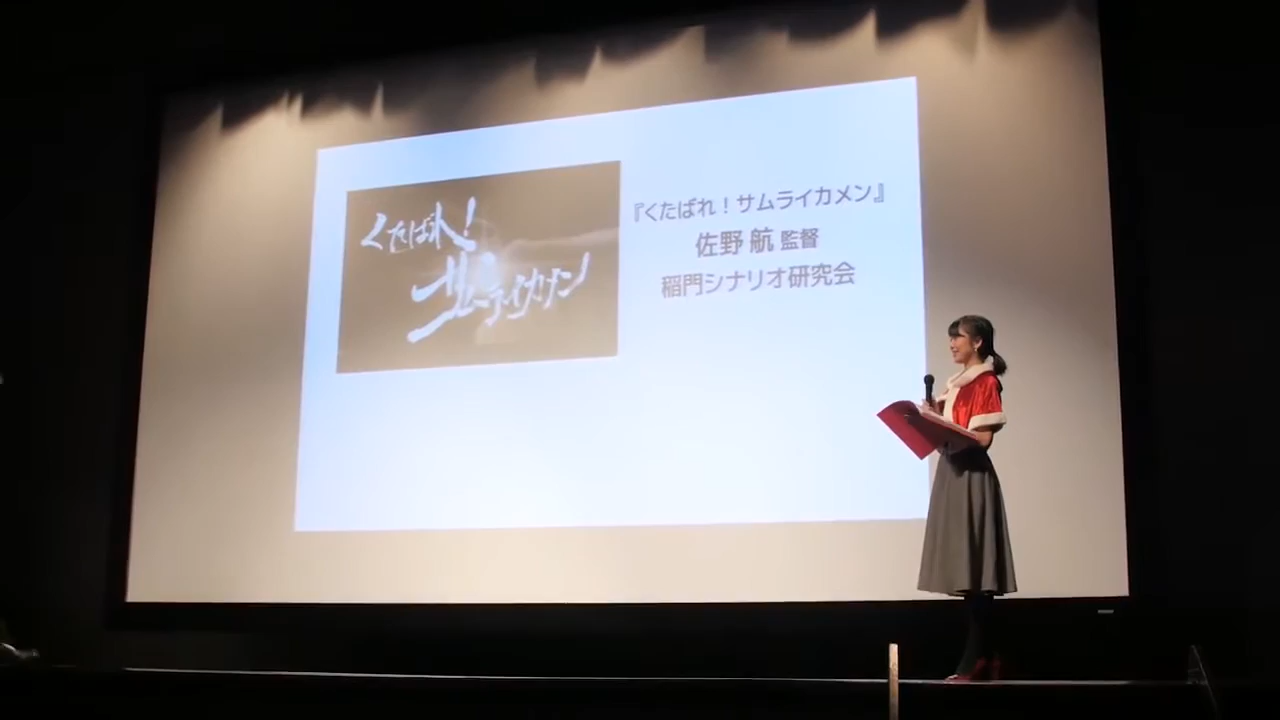 くたばれ！
サムライカメン
『くたばれ！サムライカメン』
佐野 航 監督
稲門シナリオ研究会